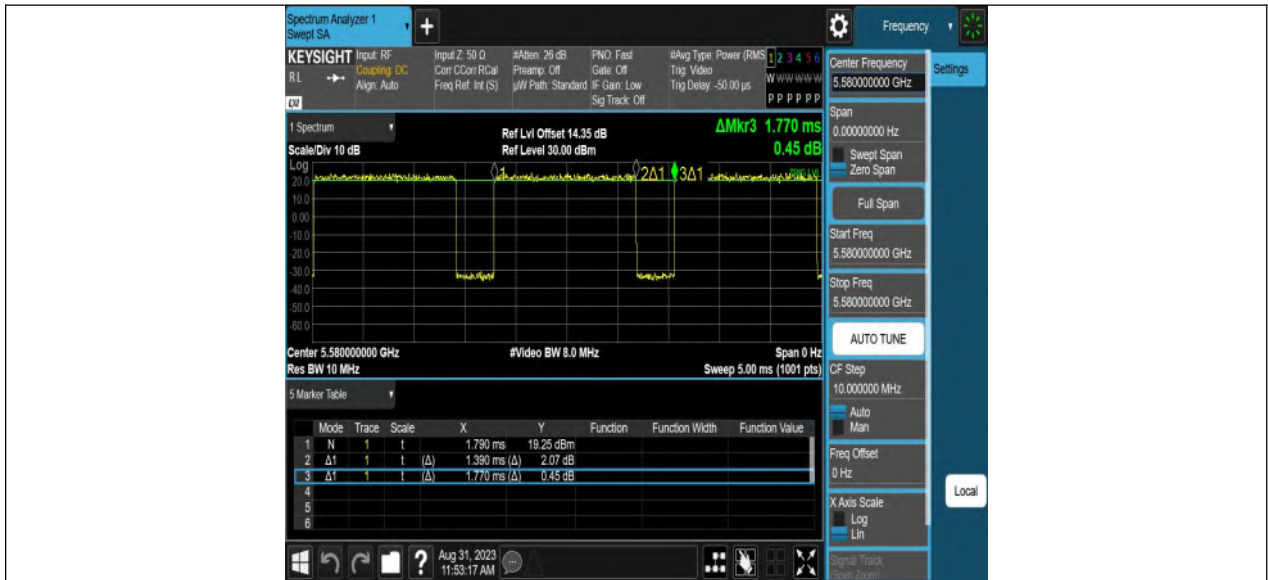 Spectrum Analyzer 1
Swept SA
+
Frequency
KEYSIGHT
RL
LXI
Input: RF
Coupling: DC
Align: Auto
Input Z: 50 Ω
Corr CCorr RCal
Freq Ref: Int (S)
#Atten: 26 dB
Preamp: Off
µW Path: Standard
PNO: Fast
Gate: Off
IF Gain: Low
Sig Track: Off
#Avg Type: Power (RMS
Trig: Video
Trig Delay: -50.00 µs
1 2 3 4 5 6
W W W W W W
P P P P P P
Center Frequency
5.580000000 GHz
Settings
Span
0.00000000 Hz
Swept Span
Zero Span
Full Span
Start Freq
5.580000000 GHz
Stop Freq
5.580000000 GHz
AUTO TUNE
CF Step
10.000000 MHz
Auto
Man
Freq Offset
0 Hz
X Axis Scale
Log
Lin
Signal Track
(Span Zoom)
Local
1 Spectrum
Scale/Div 10 dB
Ref Lvl Offset 14.35 dB
Ref Level 30.00 dBm
ΔMkr3 1.770 ms
0.45 dB
Log
20.0
10.0
0.00
-10.0
-20.0
-30.0
-40.0
-50.0
-60.0
1
2Δ1
3Δ1
Center 5.580000000 GHz
#Video BW 8.0 MHz
Span 0 Hz
Res BW 10 MHz
Sweep 5.00 ms (1001 pts)
5 Marker Table
Mode Trace Scale X Y Function Function Width Function Value
1 N 1 t 1.790 ms 19.25 dBm
2 Δ1 1 t (Δ) 1.390 ms (Δ) 2.07 dB
3 Δ1 1 t (Δ) 1.770 ms (Δ) 0.45 dB
4
5
6
?
Aug 31, 2023
11:53:17 AM